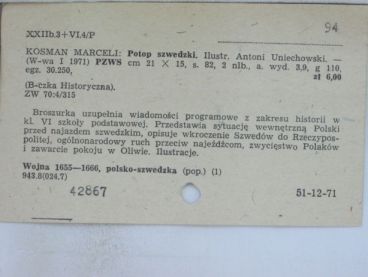 94
XXIIb.3+VI.4/P
KOSMAN MARCELI: Potop szwedzki. Ilustr. Antoni Uniechowski. —
(W-wa 1971) PZWS cm 21 X 15, s. 82, 2 nlb., a. wyd. 3,9, g 110,
egz. 30.250, zł 6,00
(B-czka Historyczna).
ZW 70:4/315
Broszurka uzupełnia wiadomości programowe z zakresu historii w
kl. VI szkoły podstawowej. Przedstawia sytuację wewnętrzną Polski
przed najazdem szwedzkim, opisuje wkroczenie Szwedów do Rzeczypos-
politej, ogólnonarodowy ruch przeciw najeźdźcom, zwycięstwo Polaków
i zawarcie pokoju w Oliwie. Ilustracje.
Wojna 1655—1666, polsko-szwedzka (pop.) (1)
943.8(024.7)
42867 51-12-71